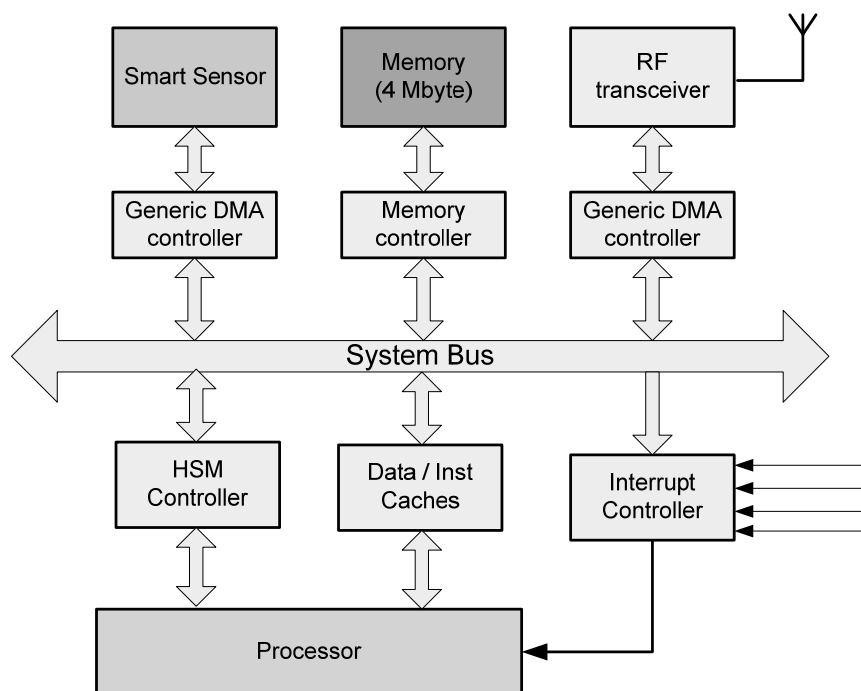 Smart Sensor
Memory
(4 Mbyte)
RF
transceiver
Generic DMA
controller
Memory
controller
Generic DMA
controller
System Bus
HSM
Controller
Data / Inst
Caches
Interrupt
Controller
Processor